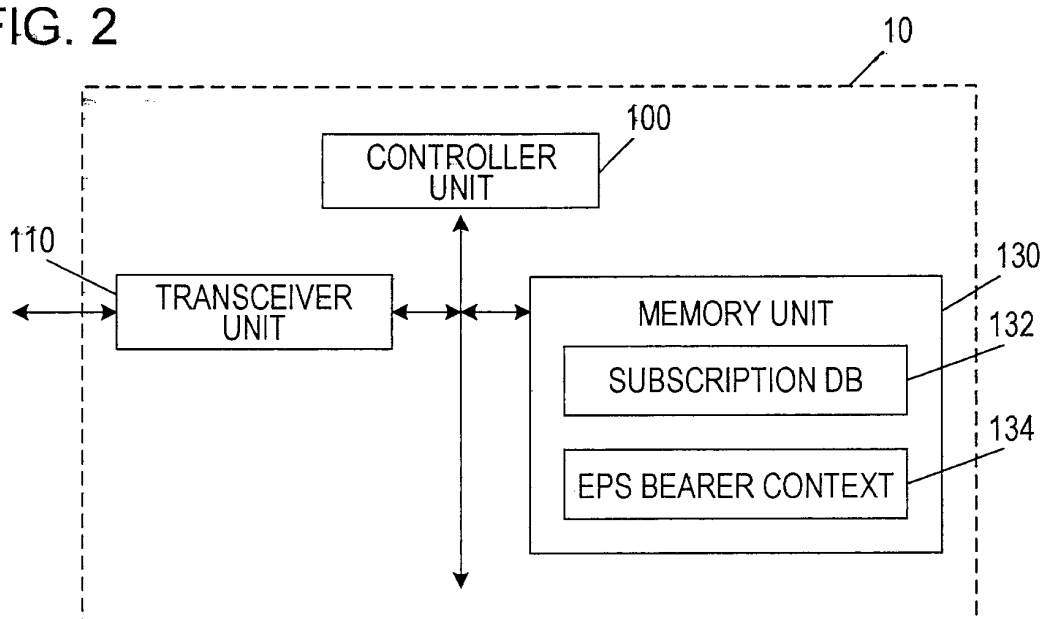 FIG. 2
10
100
CONTROLLER
UNIT
110
TRANSCEIVER
UNIT
130
MEMORY UNIT
132
SUBSCRIPTION DB
134
EPS BEARER CONTEXT